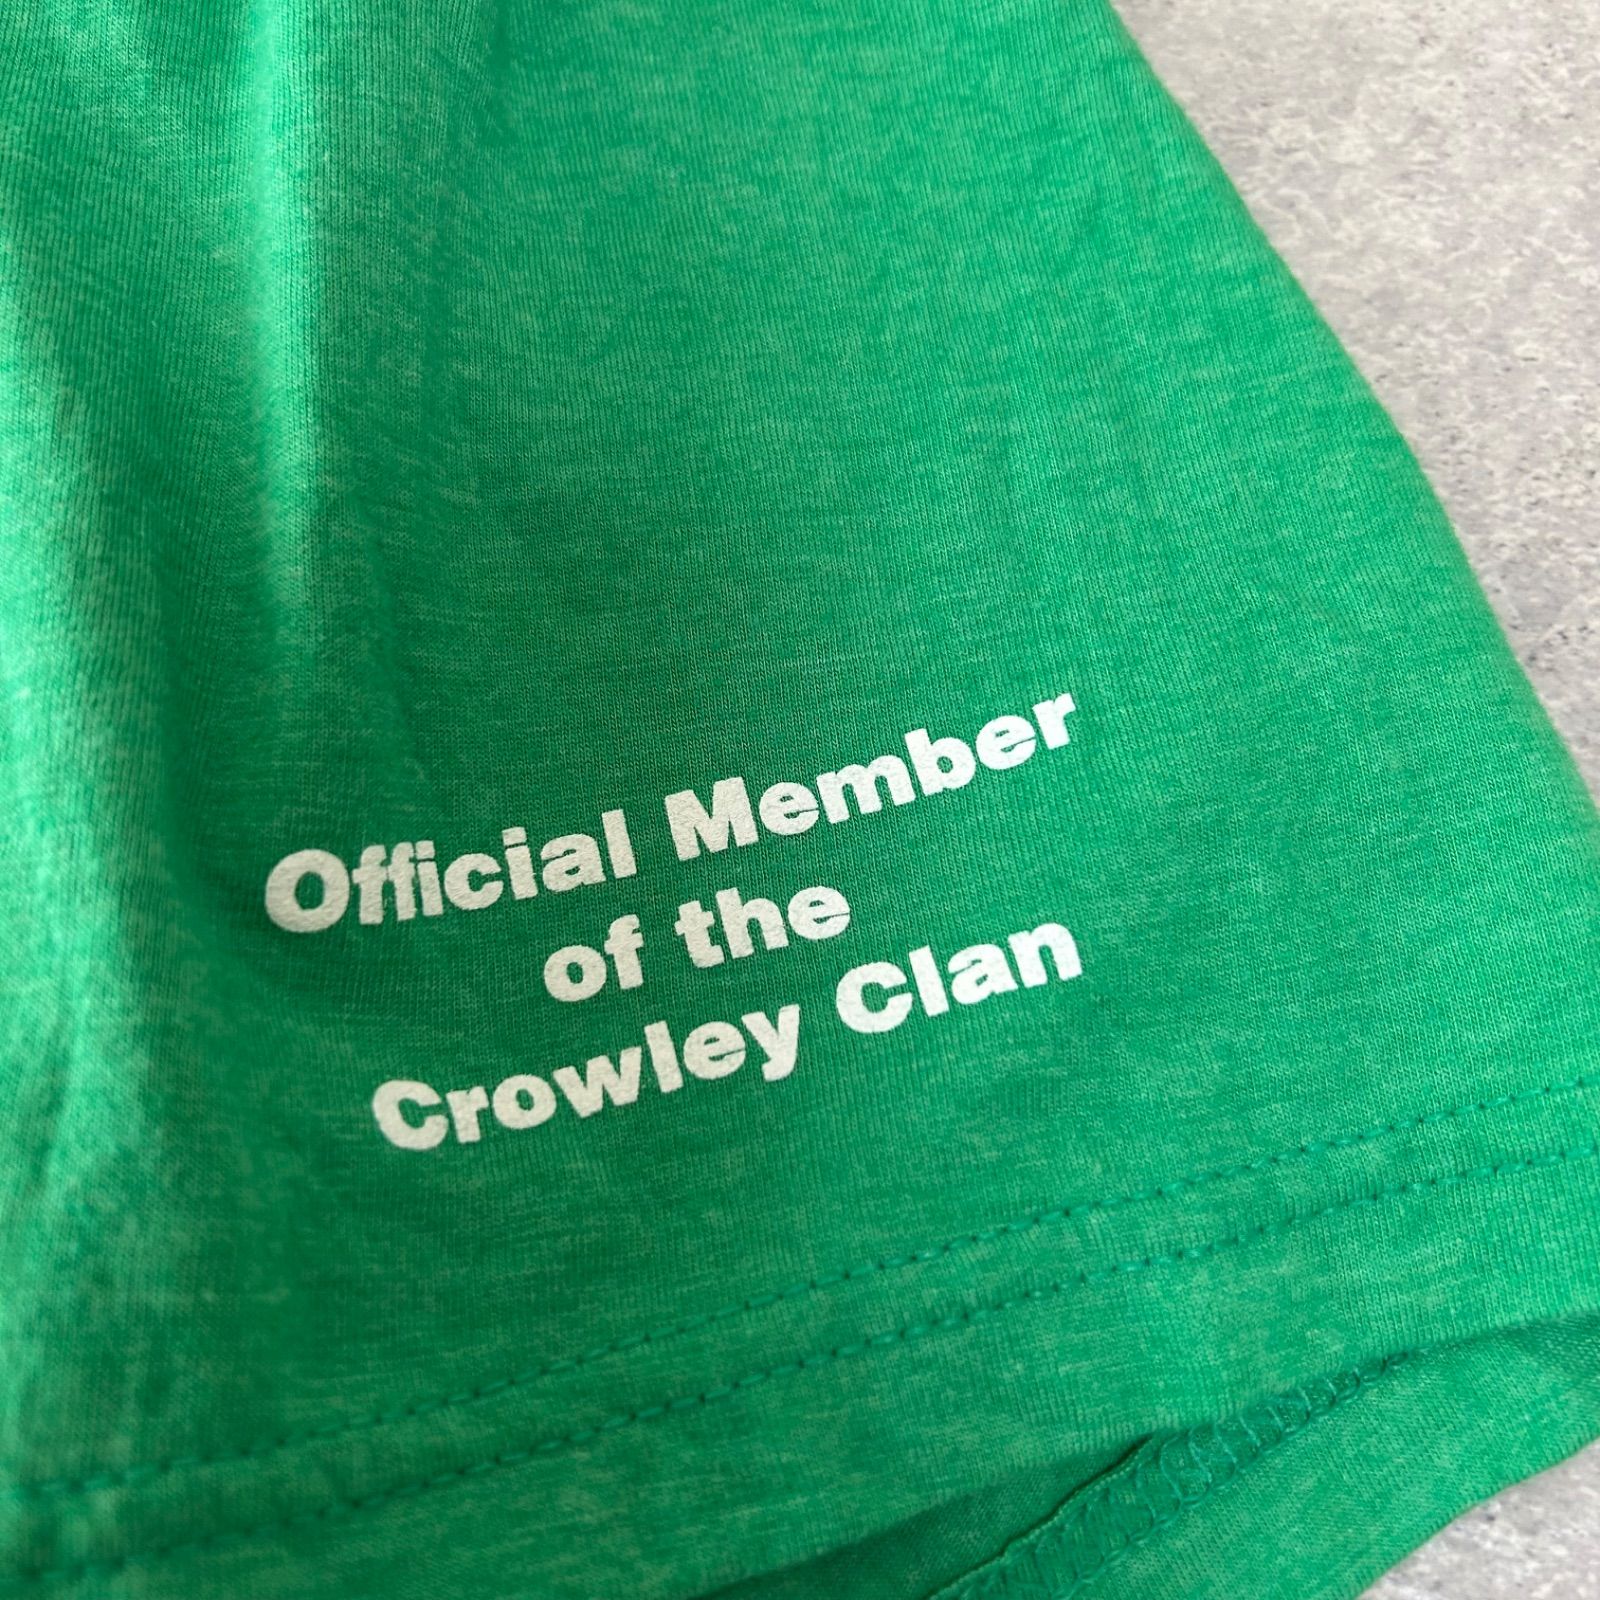 Official Member
of the
Crowley Clan